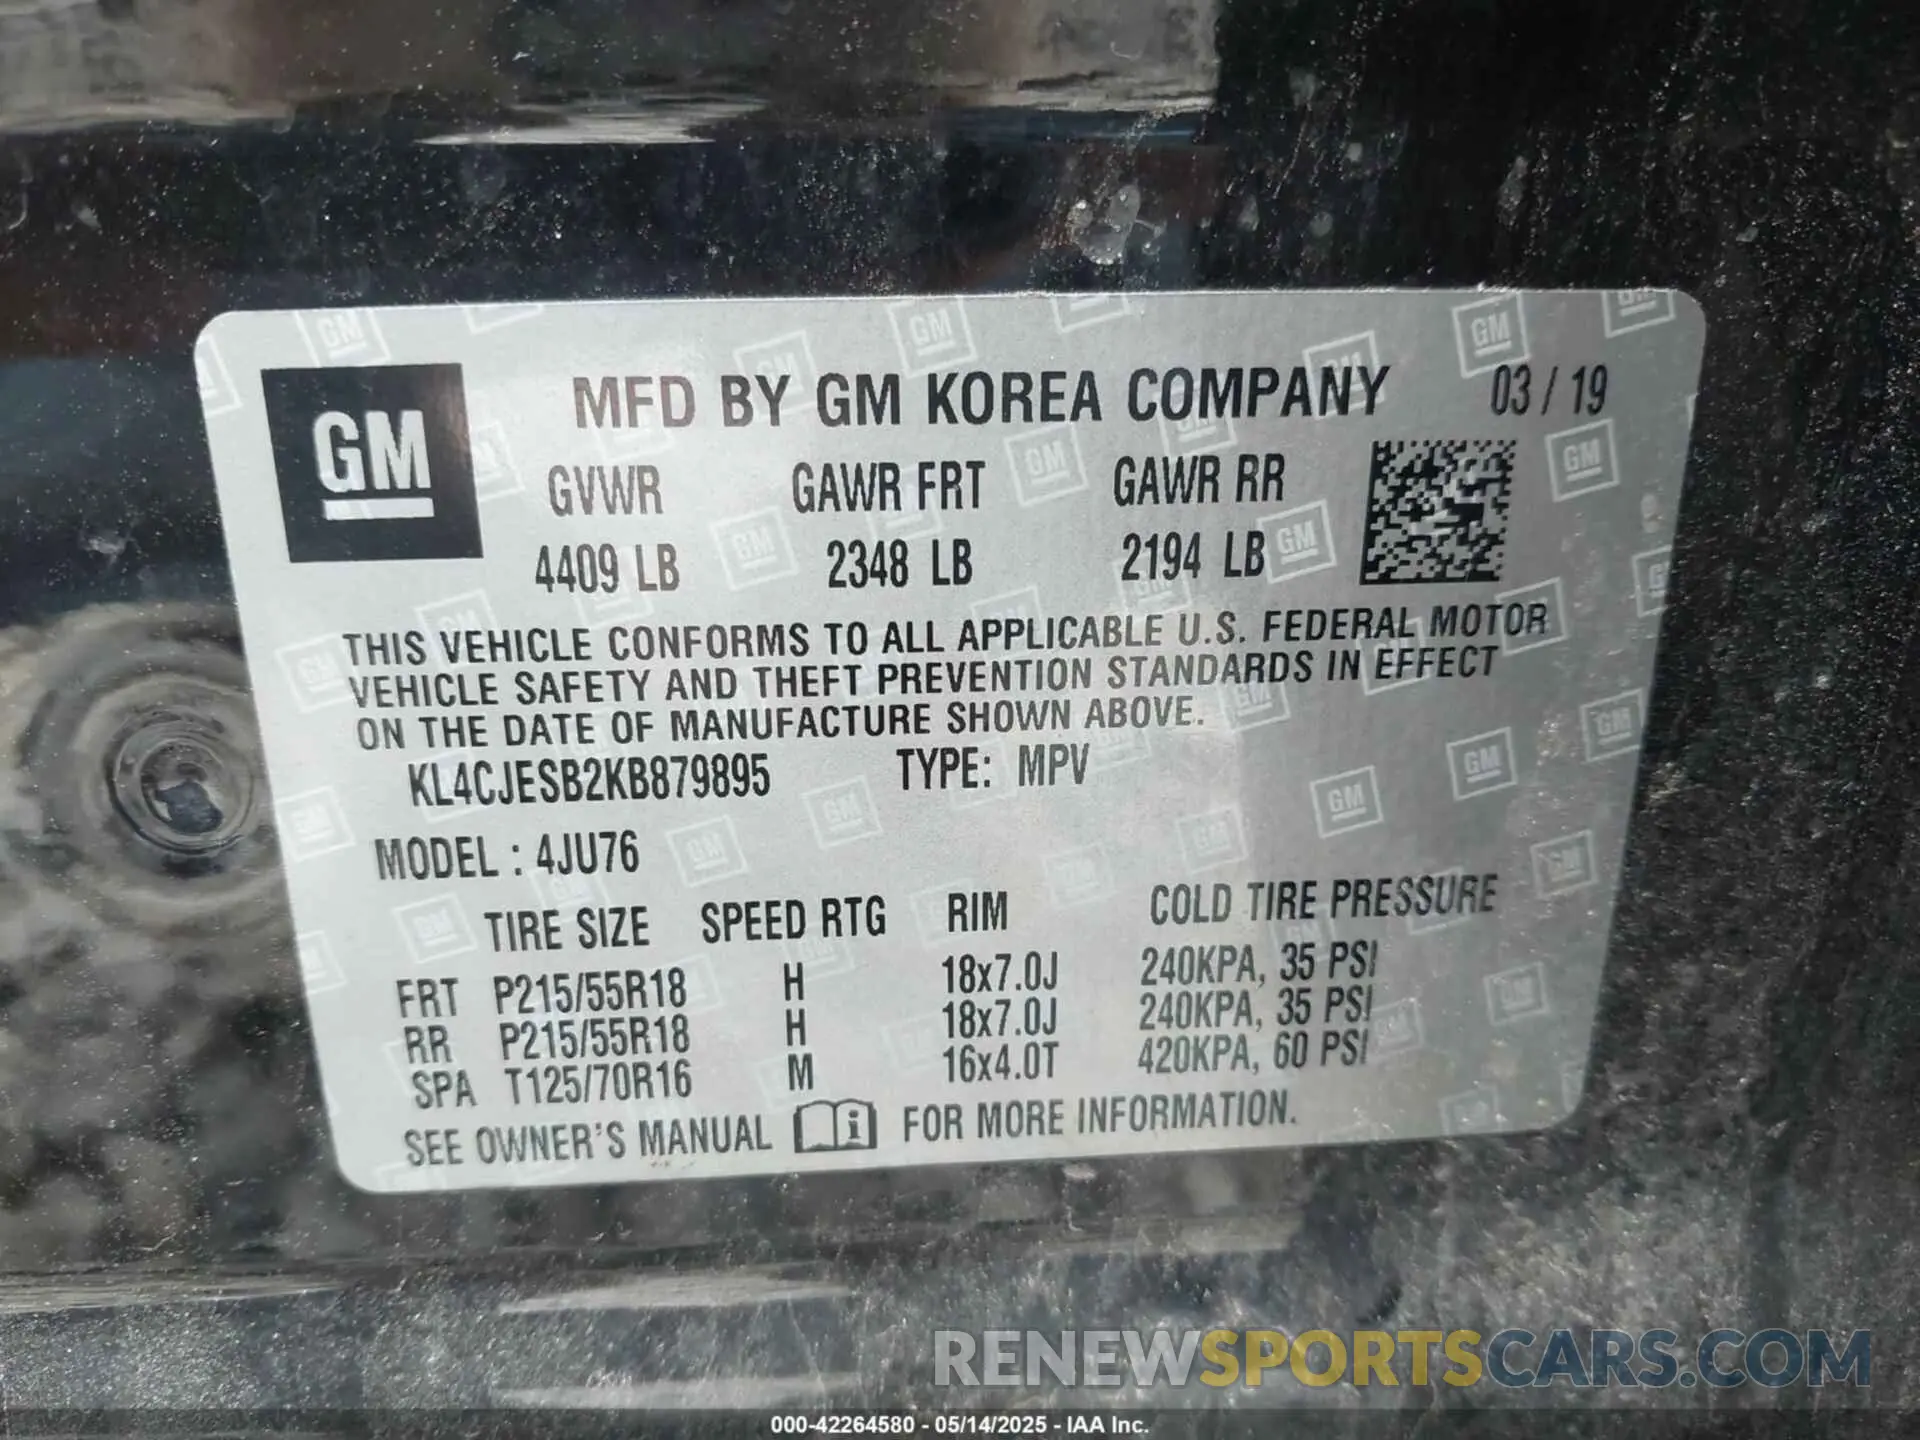 GM
MFD BY GM KOREA COMPANY 03 / 19
GVWR GAWR FRT GAWR RR
4409 LB 2348 LB 2194 LB
THIS VEHICLE CONFORMS TO ALL APPLICABLE U.S. FEDERAL MOTOR
VEHICLE SAFETY AND THEFT PREVENTION STANDARDS IN EFFECT
ON THE DATE OF MANUFACTURE SHOWN ABOVE.
KL4CJESB2KB879895 TYPE: MPV
MODEL : 4JU76
TIRE SIZE SPEED RTG RIM COLD TIRE PRESSURE
FRT P215/55R18 H 18x7.0J 240KPA, 35 PSI
RR P215/55R18 H 18x7.0J 240KPA, 35 PSI
SPA T125/70R16 M 16x4.0T 420KPA, 60 PSI
SEE OWNER'S MANUAL i FOR MORE INFORMATION.
RENEWSPORTSCARS.COM
000-42264580 - 05/14/2025 - IAA Inc.